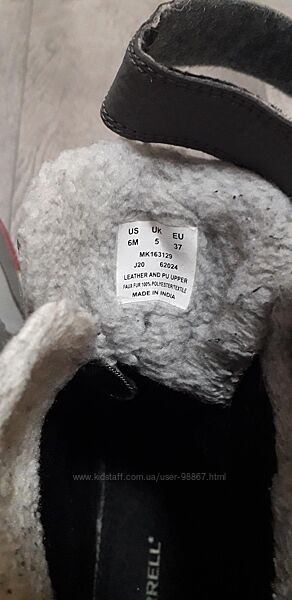 US UK EU
6M 5 37
MK163129
J20 62024
LEATHER AND PU UPPER
FAUX FUR 100% POLYESTER/TEXTILE
MADE IN INDIA
www.kidstaff.com.ua/user-98867.html
RRELL®